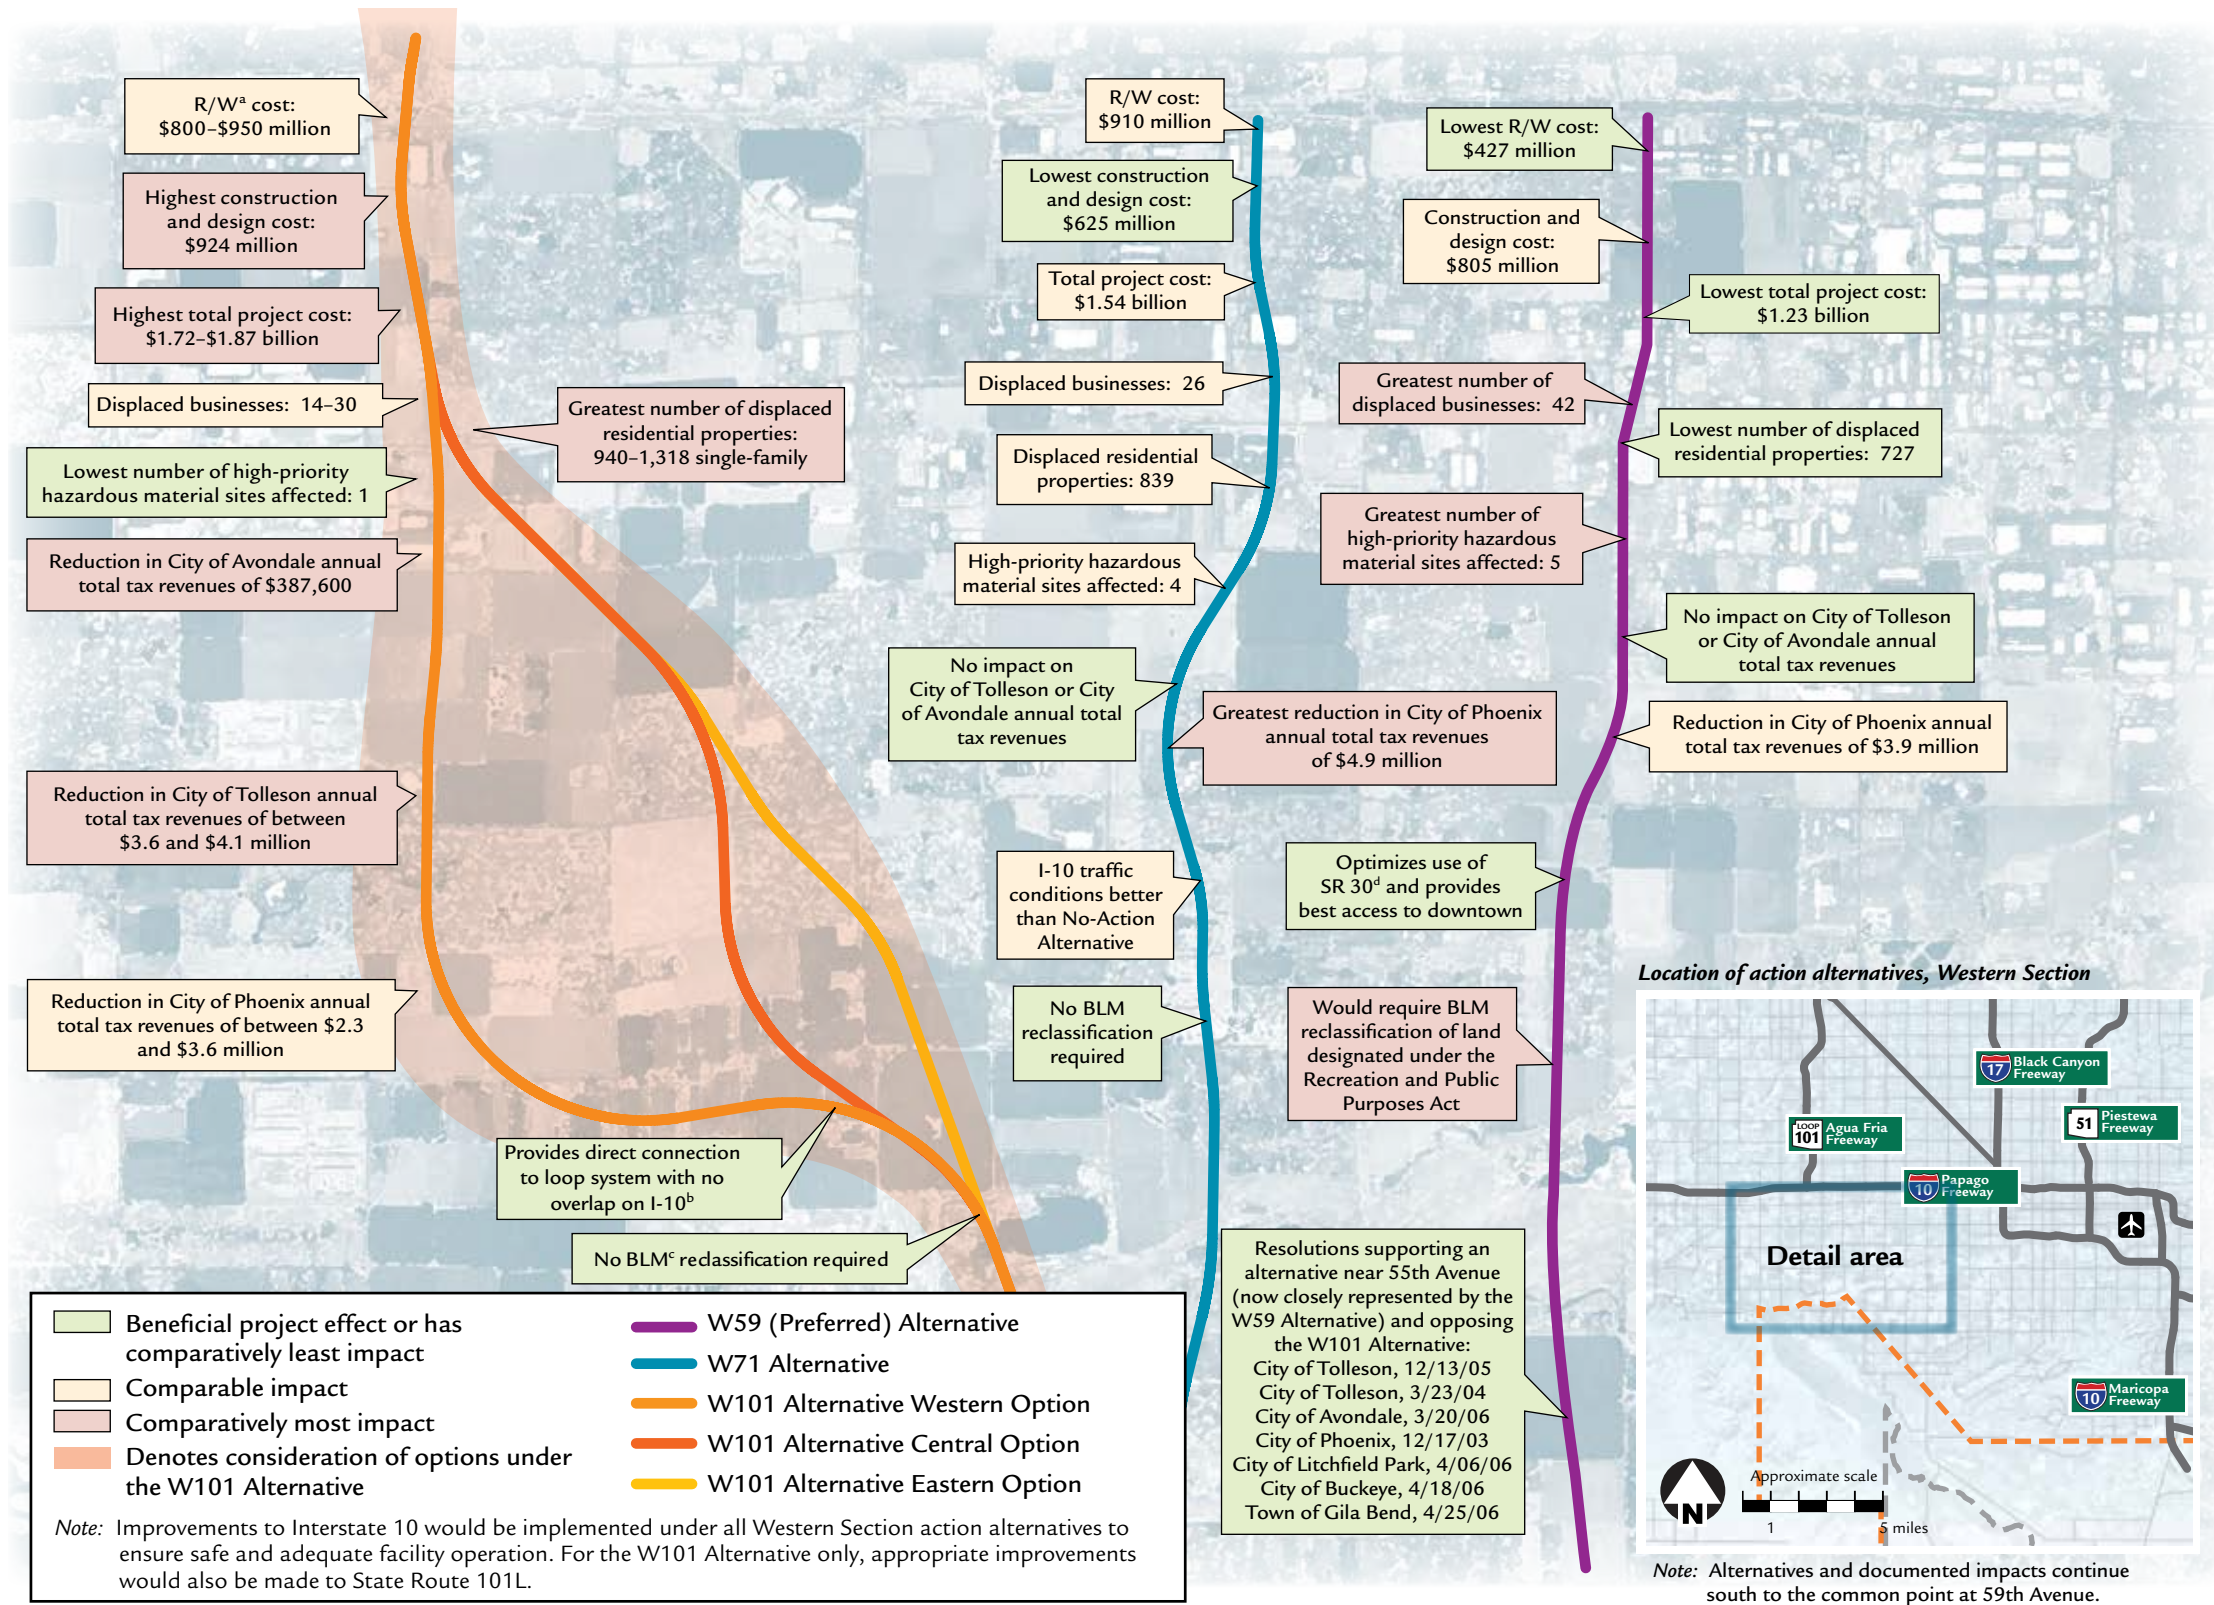 R/Wᵃ cost:
$800–$950 million
Highest construction
and design cost:
$924 million
Highest total project cost:
$1.72–$1.87 billion
Displaced businesses: 14–30
Lowest number of high-priority
hazardous material sites affected: 1
Reduction in City of Avondale annual
total tax revenues of $387,600
Reduction in City of Tolleson annual
total tax revenues of between
$3.6 and $4.1 million
Reduction in City of Phoenix annual
total tax revenues of between $2.3
and $3.6 million
Greatest number of displaced
residential properties:
940–1,318 single-family
Provides direct connection
to loop system with no
overlap on I-10ᵇ
No BLMᶜ reclassification required
R/W cost:
$910 million
Lowest construction
and design cost:
$625 million
Total project cost:
$1.54 billion
Displaced businesses: 26
Displaced residential
properties: 839
High-priority hazardous
material sites affected: 4
No impact on
City of Tolleson or City
of Avondale annual total
tax revenues
Greatest reduction in City of Phoenix
annual total tax revenues
of $4.9 million
I-10 traffic
conditions better
than No-Action
Alternative
No BLM
reclassification
required
Lowest R/W cost:
$427 million
Construction and
design cost:
$805 million
Lowest total project cost:
$1.23 billion
Greatest number of
displaced businesses: 42
Lowest number of displaced
residential properties: 727
Greatest number of
high-priority hazardous
material sites affected: 5
No impact on City of Tolleson
or City of Avondale annual
total tax revenues
Reduction in City of Phoenix annual
total tax revenues of $3.9 million
Optimizes use of
SR 30ᵈ and provides
best access to downtown
Would require BLM
reclassification of land
designated under the
Recreation and Public
Purposes Act
Resolutions supporting an
alternative near 55th Avenue
(now closely represented by the
W59 Alternative) and opposing
the W101 Alternative:
City of Tolleson, 12/13/05
City of Tolleson, 3/23/04
City of Avondale, 3/20/06
City of Phoenix, 12/17/03
City of Litchfield Park, 4/06/06
City of Buckeye, 4/18/06
Town of Gila Bend, 4/25/06
Beneficial project effect or has
comparatively least impact
Comparable impact
Comparatively most impact
Denotes consideration of options under
the W101 Alternative
W59 (Preferred) Alternative
W71 Alternative
W101 Alternative Western Option
W101 Alternative Central Option
W101 Alternative Eastern Option
Note: Improvements to Interstate 10 would be implemented under all Western Section action alternatives to
ensure safe and adequate facility operation. For the W101 Alternative only, appropriate improvements
would also be made to State Route 101L.
Location of action alternatives, Western Section
17 Black Canyon
Freeway
51 Piestewa
Freeway
LOOP
101 Agua Fria
Freeway
10 Papago
Freeway
Detail area
10 Maricopa
Freeway
Approximate scale
N
1 5 miles
Note: Alternatives and documented impacts continue
south to the common point at 59th Avenue.